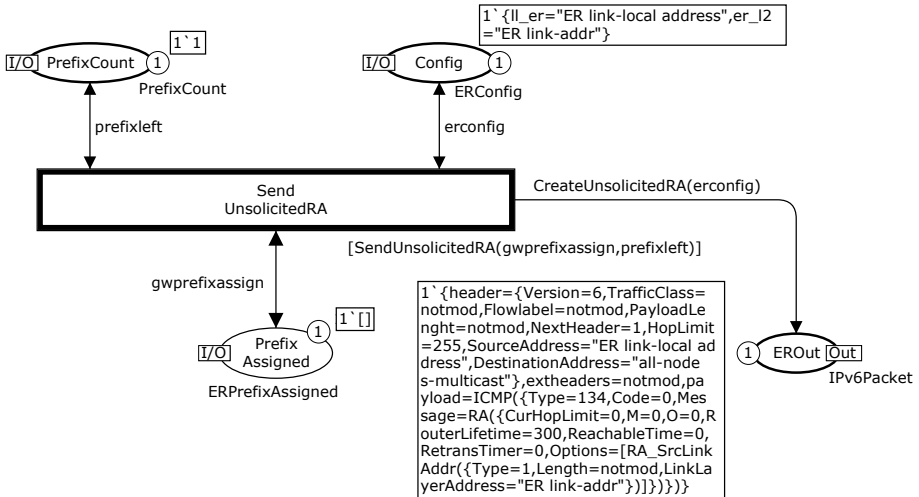 1`{ll_er="ER link-local address",er_l2
="ER link-addr"}
1`1
I/O
PrefixCount
1
I/O
Config
1
PrefixCount
ERConfig
prefixleft
erconfig
Send
UnsolicitedRA
CreateUnsolicitedRA(erconfig)
[SendUnsolicitedRA(gwprefixassign,prefixleft)]
gwprefixassign
1`{header={Version=6,TrafficClass=
notmod,Flowlabel=notmod,PayloadLe
nght=notmod,NextHeader=1,HopLimit
=255,SourceAddress="ER link-local ad
dress",DestinationAddress="all-node
s-multicast"},extheaders=notmod,pa
yload=ICMP({Type=134,Code=0,Mes
sage=RA({CurHopLimit=0,M=0,O=0,R
outerLifetime=300,ReachableTime=0,
RetransTimer=0,Options=[RA_SrcLink
Addr({Type=1,Length=notmod,LinkLa
yerAddress="ER link-addr"})]})})}
1`[]
1
I/O
Prefix
Assigned
ERPrefixAssigned
1
EROut
Out
IPv6Packet